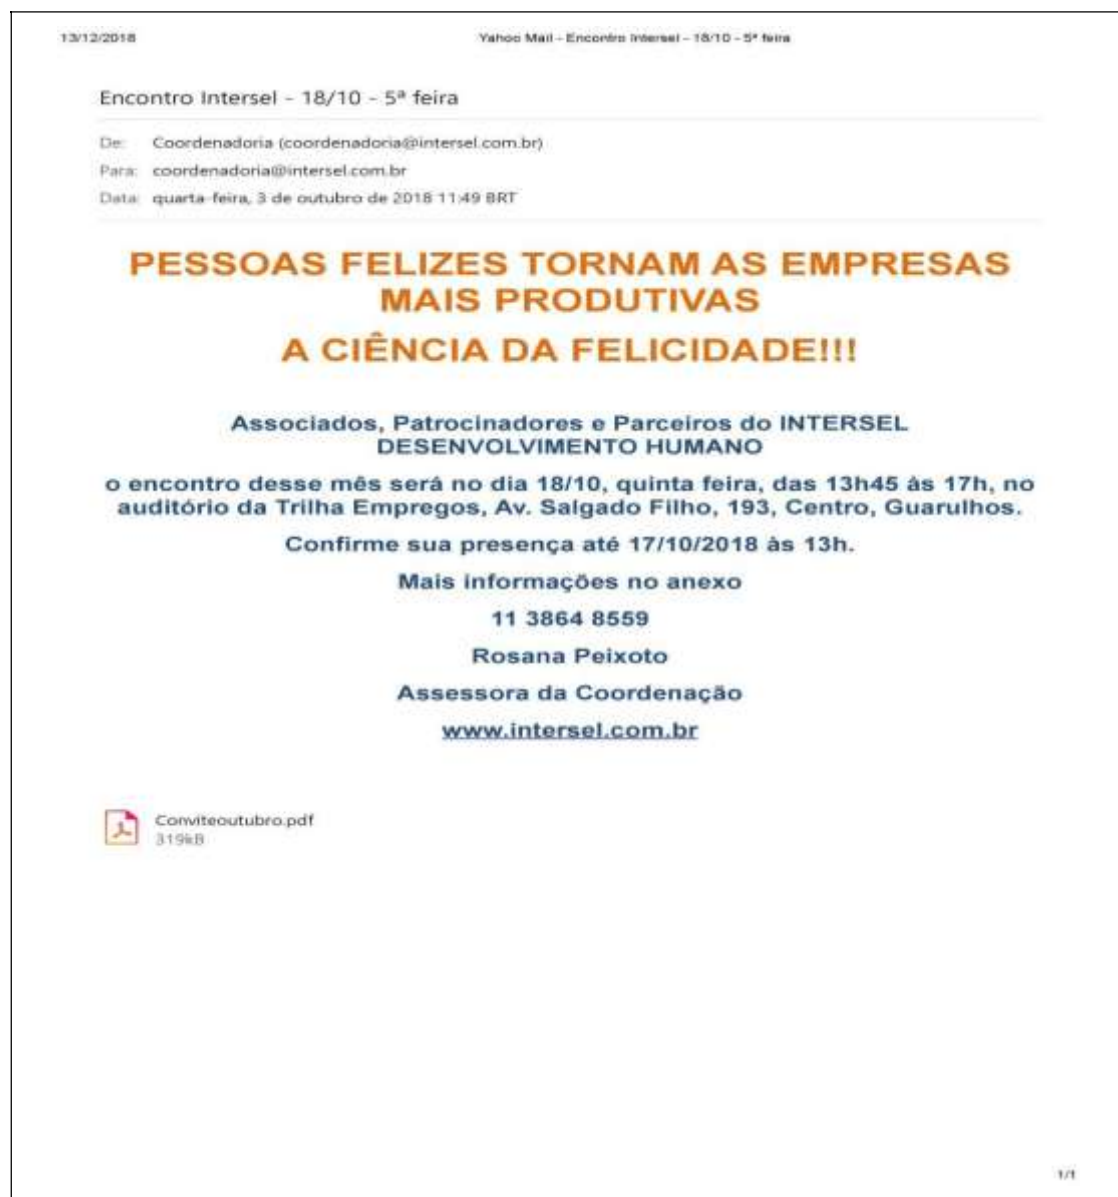 13/12/2018
Yahoo Mail - Encontro Intersel - 18/10 - 5ª feira
Encontro Intersel - 18/10 - 5ª feira
De: Coordenadoria (coordenadoria@intersel.com.br)
Para: coordenadoria@intersel.com.br
Data: quarta-feira, 3 de outubro de 2018 11:49 BRT
PESSOAS FELIZES TORNAM AS EMPRESAS
MAIS PRODUTIVAS
A CIÊNCIA DA FELICIDADE!!!
Associados, Patrocinadores e Parceiros do INTERSEL
DESENVOLVIMENTO HUMANO
o encontro desse mês será no dia 18/10, quinta feira, das 13h45 às 17h, no
auditório da Trilha Empregos, Av. Salgado Filho, 193, Centro, Guarulhos.
Confirme sua presença até 17/10/2018 às 13h.
Mais informações no anexo
11 3864 8559
Rosana Peixoto
Assessora da Coordenação
www.intersel.com.br
Conviteoutubro.pdf
319kB
1/1